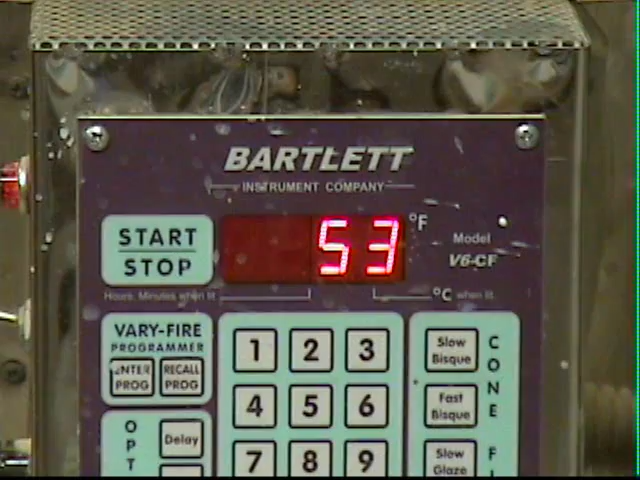 BARTLETT
INSTRUMENT COMPANY
START
STOP
53
°F
Model
V6-CF
Hours. Minutes when lit
°C when lit.
VARY-FIRE
PROGRAMMER
ENTER
PROG
RECALL
PROG
1 2 3
4 5 6
7 8 9
Slow
Bisque
Fast
Bisque
Slow
Glaze
CONE
FI
OPT
Delay